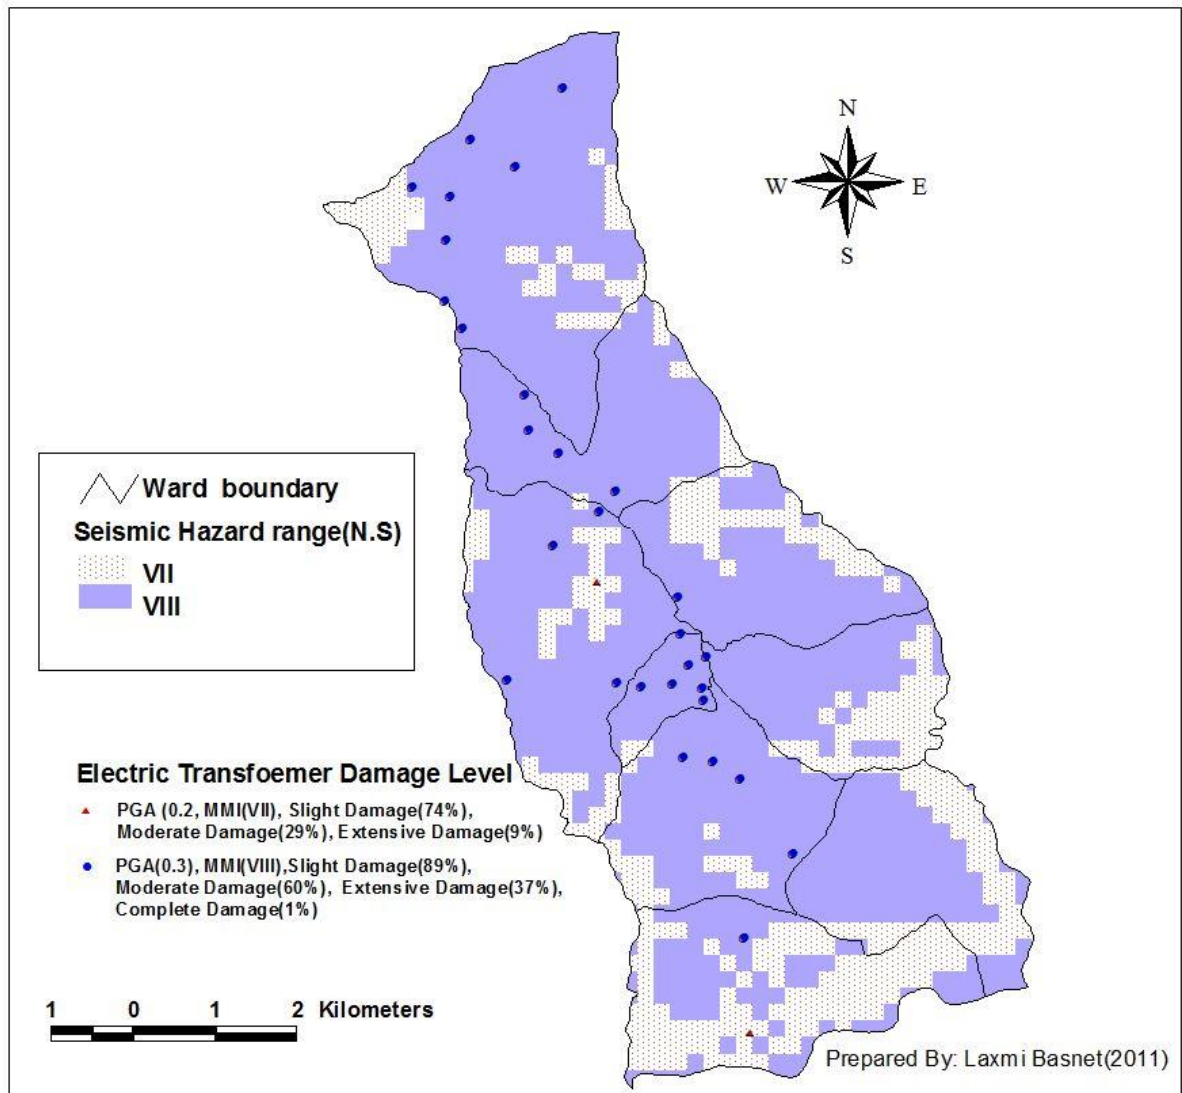 N
W E
S
Ward boundary
Seismic Hazard range(N.S)
VII
VIII
Electric Transfoemer Damage Level
PGA (0.2, MMI(VII), Slight Damage(74%),
Moderate Damage(29%), Extensive Damage(9%)
PGA(0.3), MMI(VIII),Slight Damage(89%),
Moderate Damage(60%), Extensive Damage(37%),
Complete Damage(1%)
1 0 1 2 Kilometers
Prepared By: Laxmi Basnet(2011)